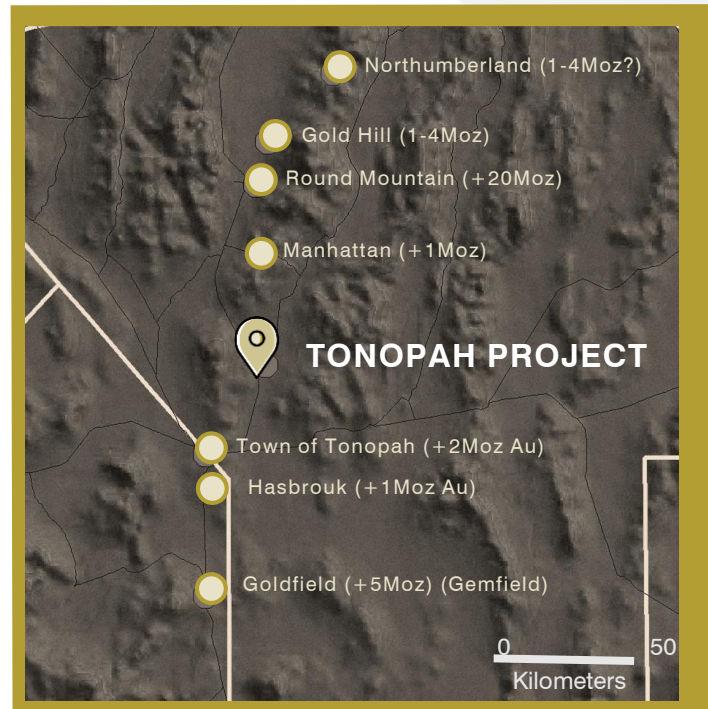 Northumberland (1-4Moz?)
Gold Hill (1-4Moz)
Round Mountain (+20Moz)
Manhattan (+1Moz)
TONOPAH PROJECT
Town of Tonopah (+2Moz Au)
Hasbrouk (+1Moz Au)
Goldfield (+5Moz) (Gemfield)
0 50
Kilometers